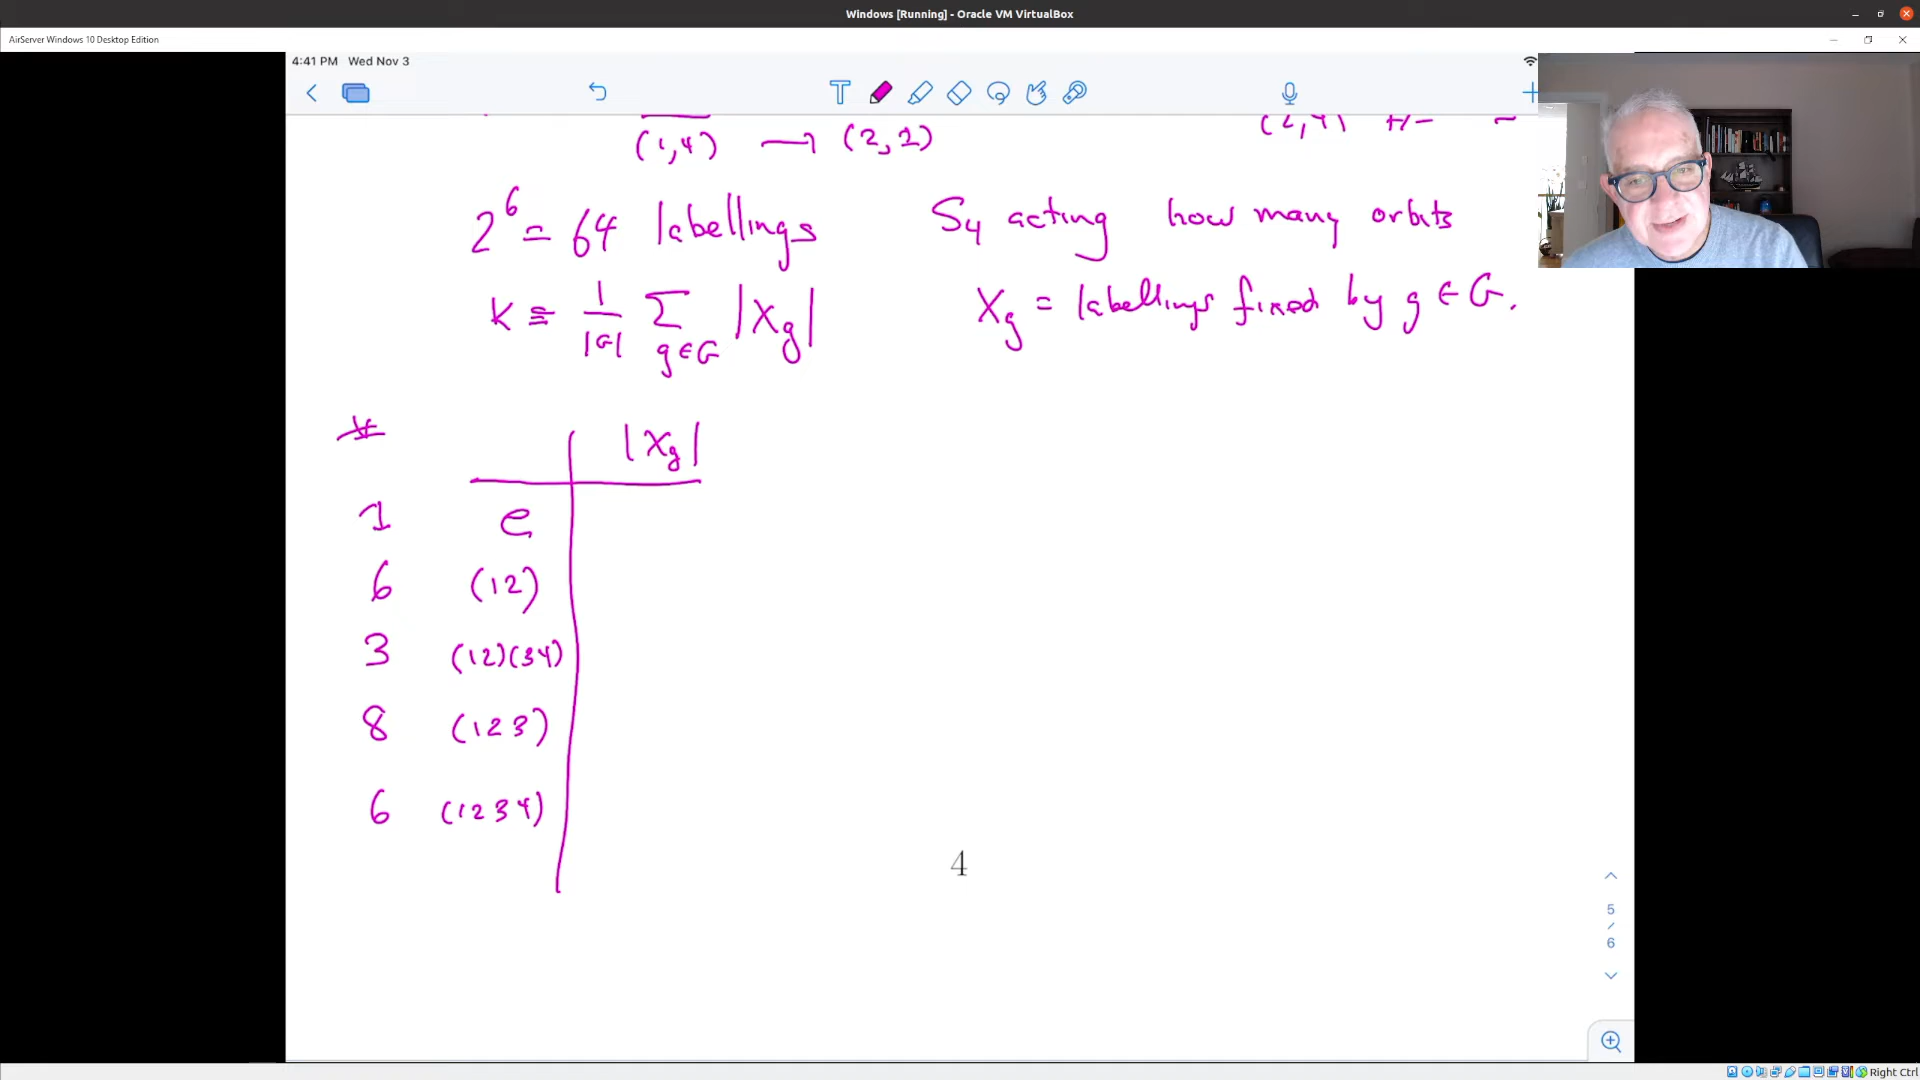 Windows [Running] - Oracle VM VirtualBox
AirServer Windows 10 Desktop Edition
4:41 PM Wed Nov 3
(1,4) → (2,2)
(2,4)
2^6 = 64 labellings
S4 acting how many orbits
K = 1/|G| Σ g∈G |Xg|
Xg = labellings fixed by g ∈ G.
# |Xg|
1 e
6 (12)
3 (12)(34)
8 (123)
6 (1234)
4
5
/
6
Right Ctrl